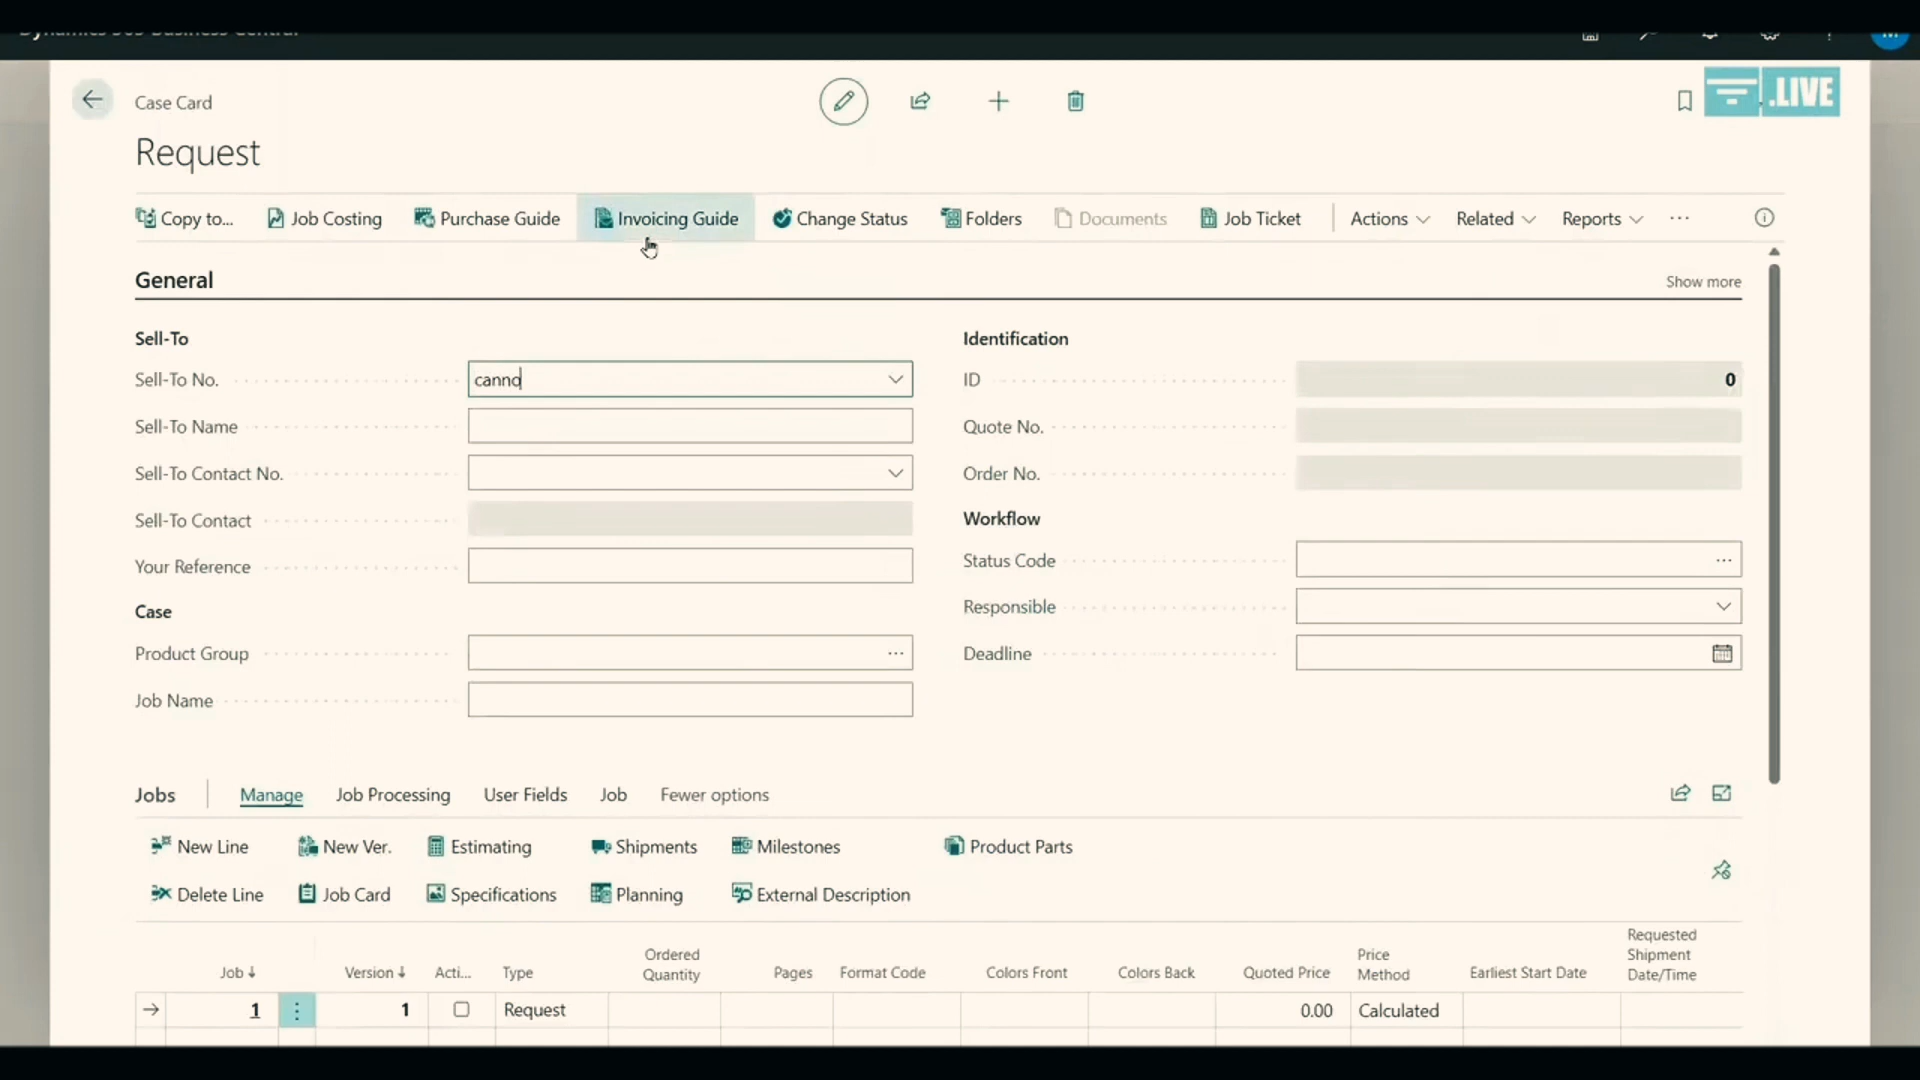 Dynamics 365 Business Central
Case Card
.LIVE
Request
Copy to... Job Costing Purchase Guide Invoicing Guide Change Status Folders Documents Job Ticket Actions Related Reports ...
General Show more
Sell-To Identification
Sell-To No. canno ID 0
Sell-To Name Quote No.
Sell-To Contact No. Order No.
Sell-To Contact Workflow
Status Code
Your Reference
Responsible
Case
Product Group Deadline
Job Name
Jobs Manage Job Processing User Fields Job Fewer options
New Line New Ver. Estimating Shipments Milestones Product Parts
Delete Line Job Card Specifications Planning External Description
Job Version Acti... Type Ordered Quantity Pages Format Code Colors Front Colors Back Quoted Price Price Method Earliest Start Date Requested Shipment Date/Time
1 1 Request 0.00 Calculated